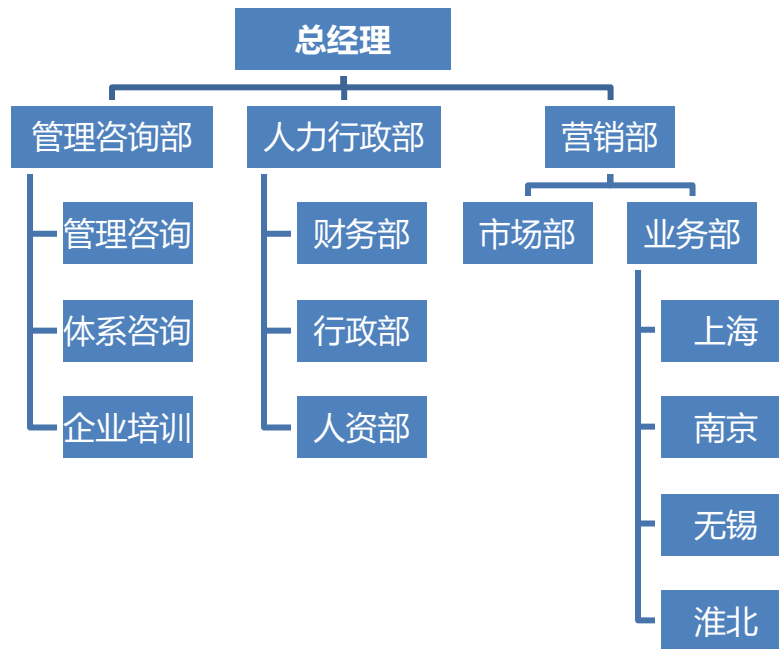 总经理
管理咨询部
人力行政部
营销部
管理咨询
财务部
市场部
业务部
体系咨询
行政部
上海
企业培训
人资部
南京
无锡
淮北